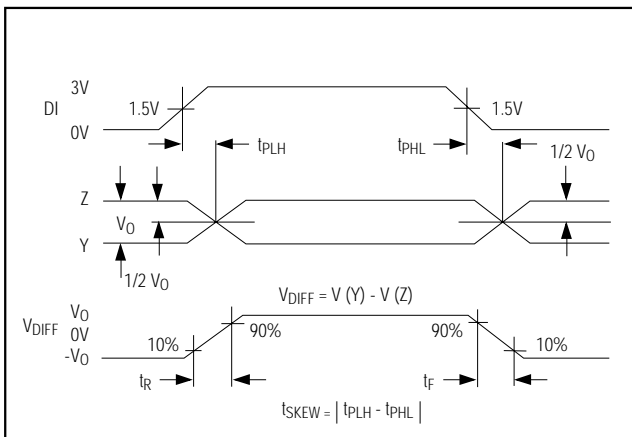 3V
DI
1.5V
1.5V
0V
tPLH
tPHL
1/2 VO
Z
VO
Y
1/2 VO
VDIFF = V (Y) - V (Z)
VO
VDIFF
0V
-VO
10%
90%
90%
10%
tR
tF
tSKEW = | tPLH - tPHL |